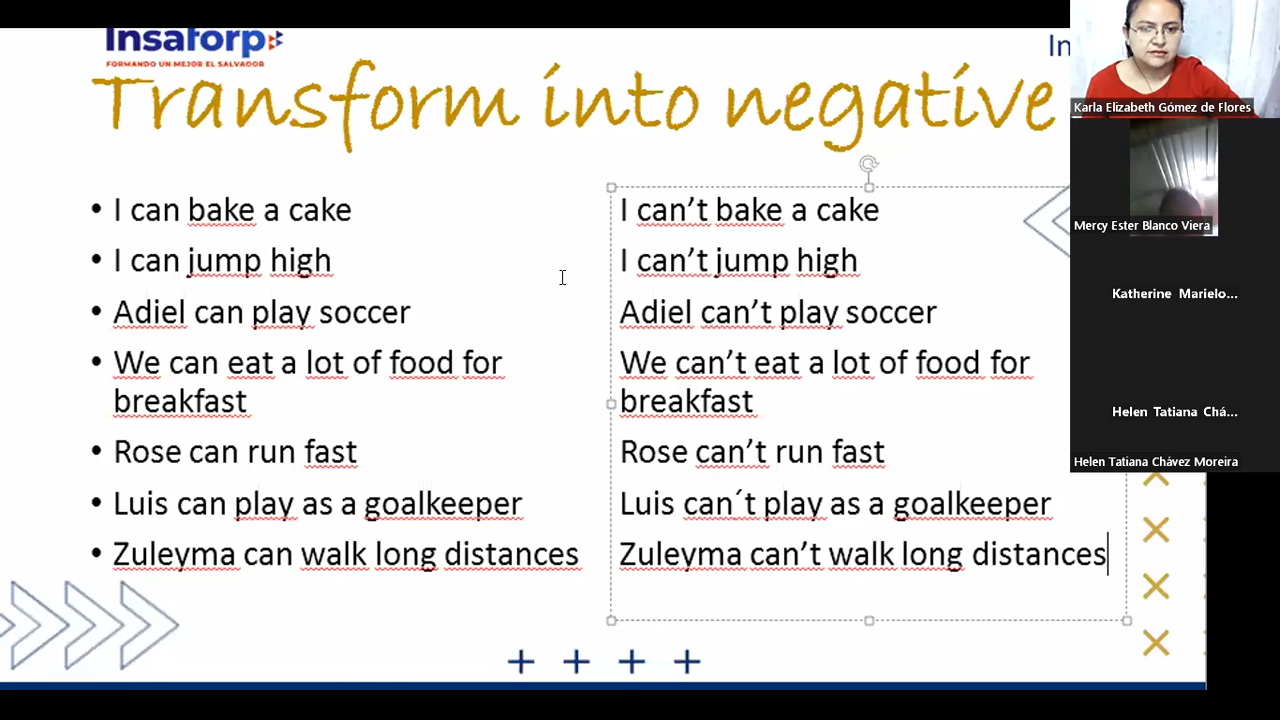 Insaforp
FORMANDO UN MEJOR EL SALVADOR
In
Transform into negative
• I can bake a cake
• I can jump high
• Adiel can play soccer
• We can eat a lot of food for
breakfast
• Rose can run fast
• Luis can play as a goalkeeper
• Zuleyma can walk long distances
I can’t bake a cake
I can’t jump high
Adiel can’t play soccer
We can’t eat a lot of food for
breakfast
Rose can’t run fast
Luis can´t play as a goalkeeper
Zuleyma can’t walk long distances
Karla Elizabeth Gómez de Flores
Mercy Ester Blanco Viera
Katherine Marielo...
Helen Tatiana Chá...
Helen Tatiana Chávez Moreira